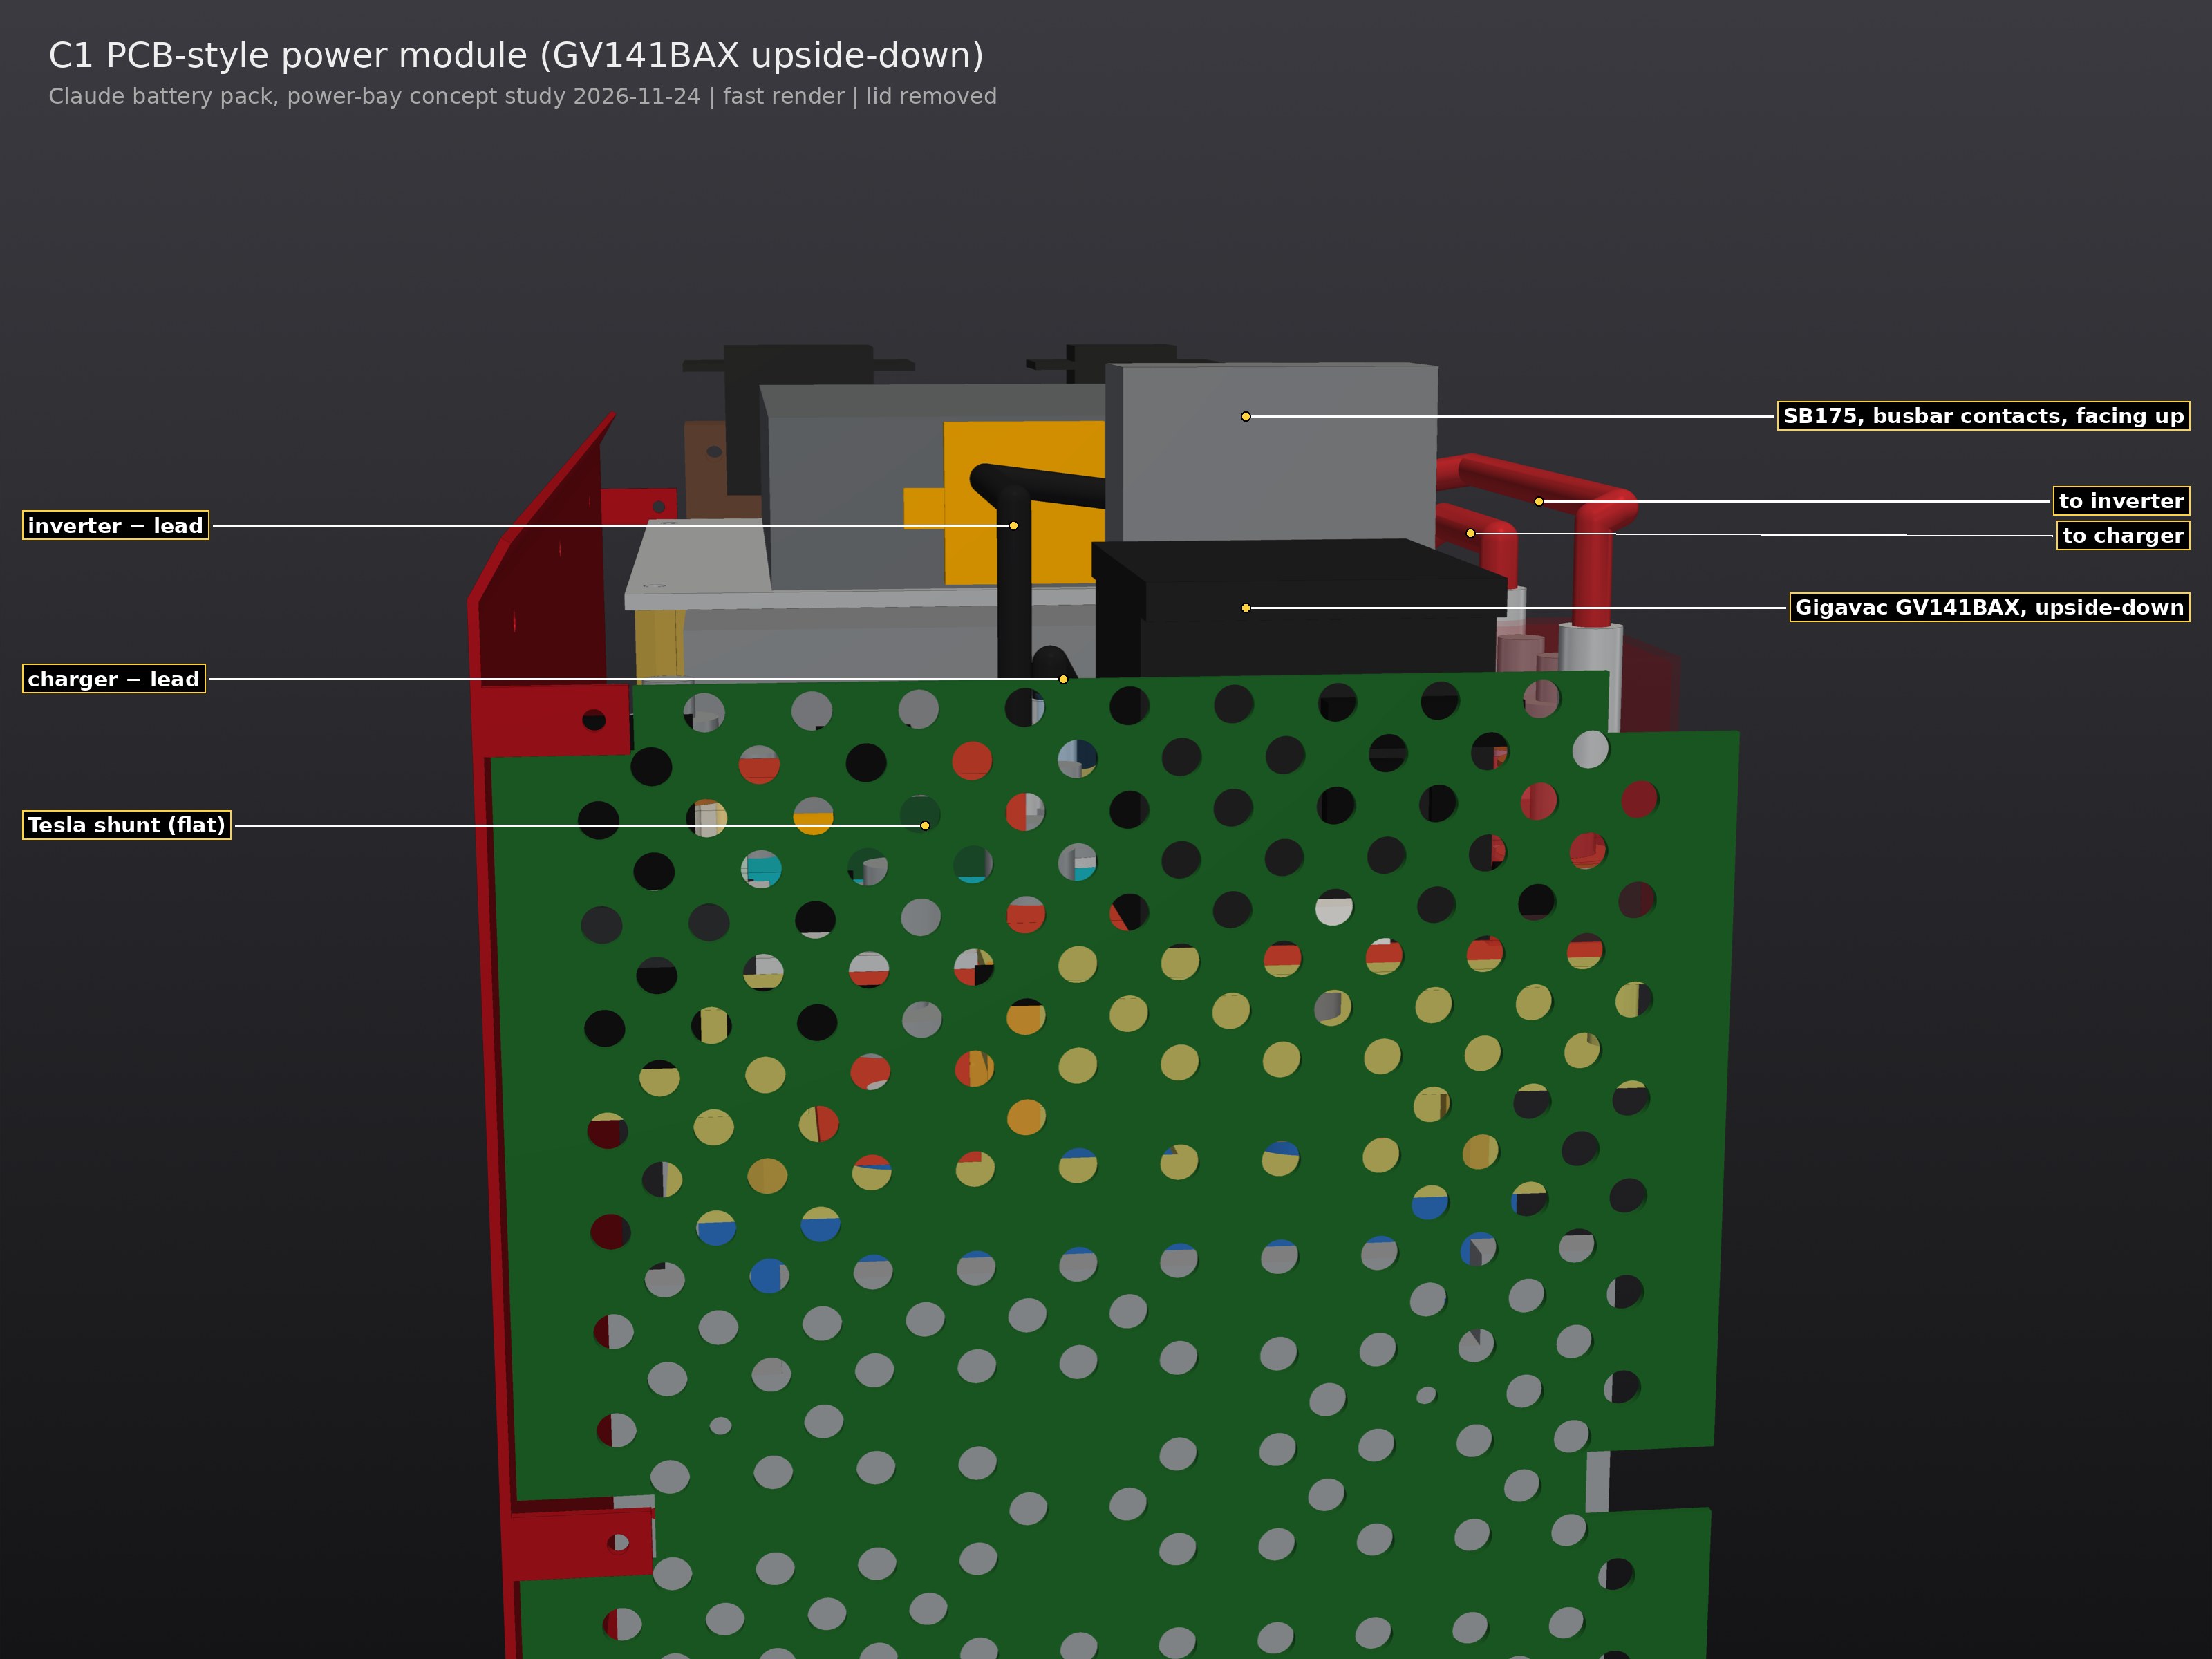 C1 PCB-style power module (GV141BAX upside-down)
Claude battery pack, power-bay concept study 2026-11-24 | fast render | lid removed
SB175, busbar contacts, facing up
to inverter
inverter − lead
to charger
Gigavac GV141BAX, upside-down
charger − lead
Tesla shunt (flat)